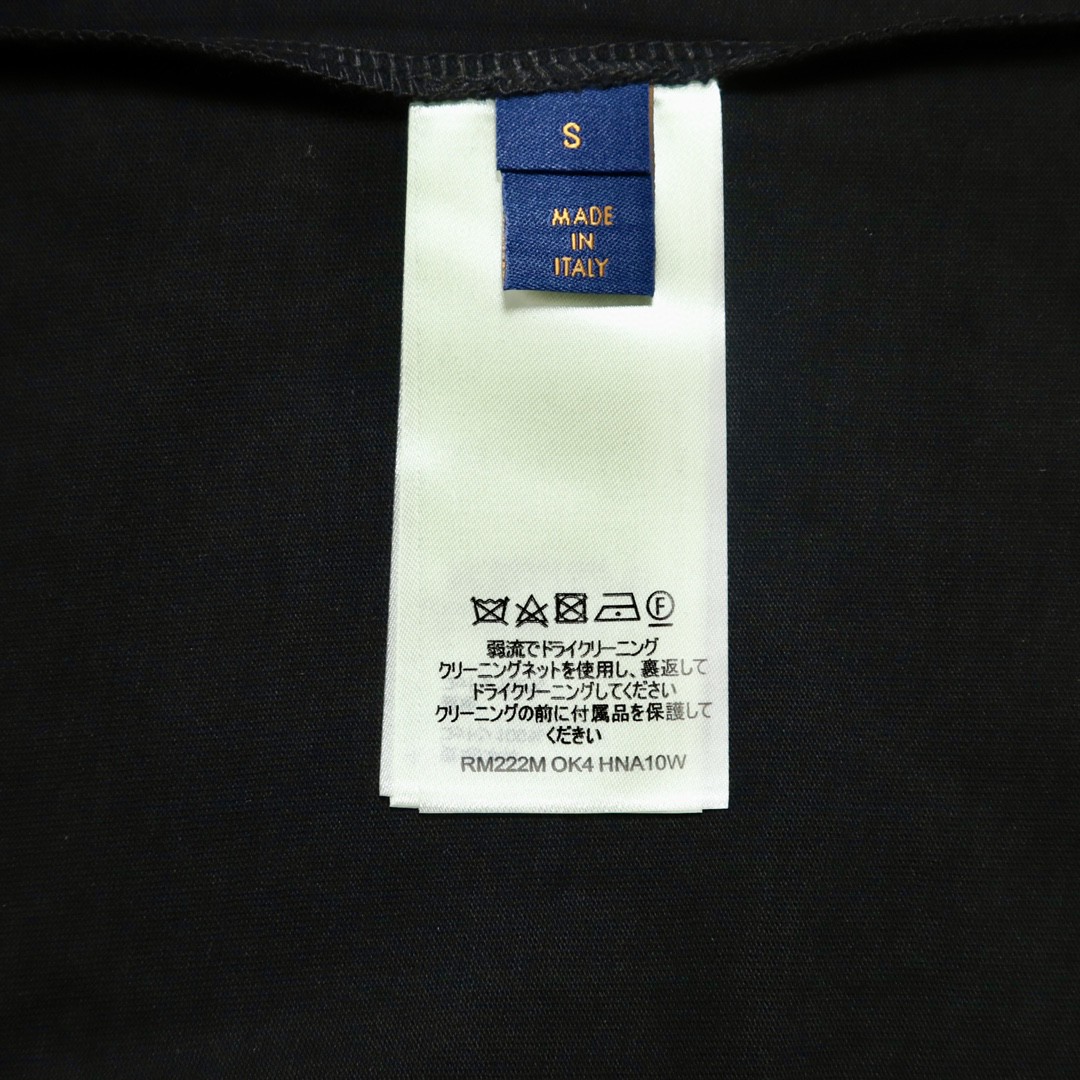 S
MADE
IN
ITALY
F
弱流でドライクリーニング
クリーニングネットを使用し、裏返して
ドライクリーニングしてください
クリーニングの前に付属品を保護して
ください
RM222M OK4 HNA10W